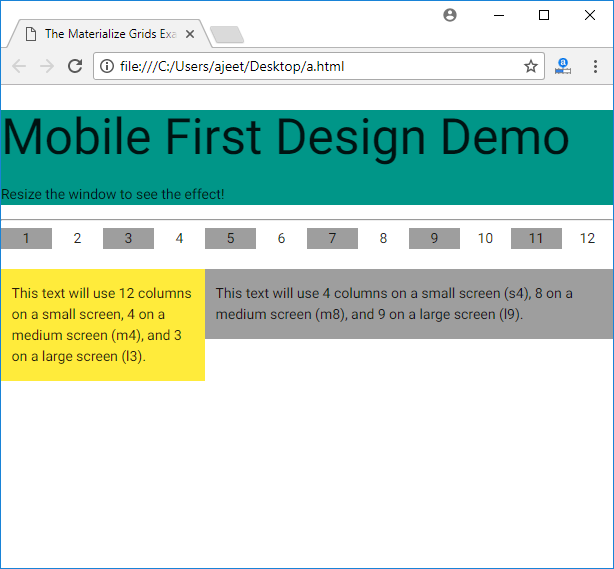 The Materialize Grids Exa
file:///C:/Users/ajeet/Desktop/a.html
Mobile First Design Demo
Resize the window to see the effect!
1 2 3 4 5 6 7 8 9 10 11 12
This text will use 12 columns
on a small screen, 4 on a
medium screen (m4), and 3
on a large screen (l3).
This text will use 4 columns on a small screen (s4), 8 on a
medium screen (m8), and 9 on a large screen (l9).